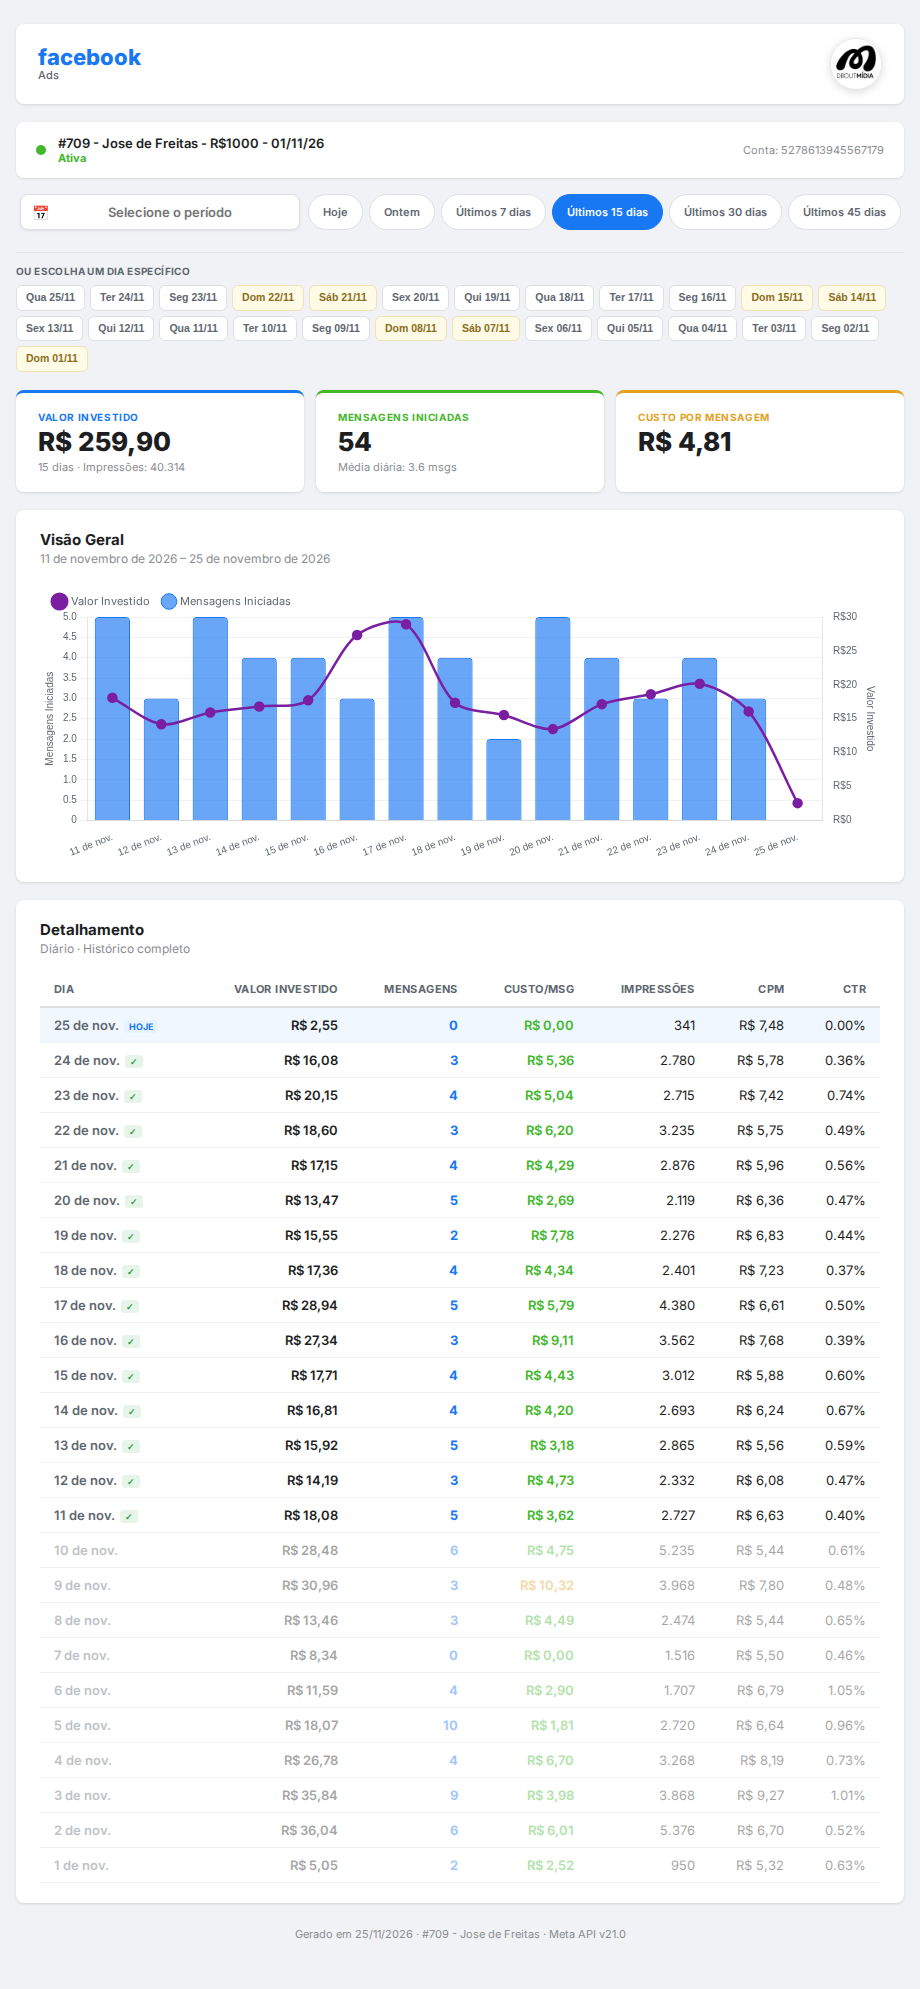 facebook
Ads
DBOUTMÍDIA
#709 - Jose de Freitas - R$1000 - 01/11/26
Ativa
Conta: 5278613945567179
📅 Selecione o período Hoje Ontem Últimos 7 dias Últimos 15 dias Últimos 30 dias Últimos 45 dias
OU ESCOLHA UM DIA ESPECÍFICO
Qua 25/11 Ter 24/11 Seg 23/11 Dom 22/11 Sáb 21/11 Sex 20/11 Qui 19/11 Qua 18/11 Ter 17/11 Seg 16/11 Dom 15/11 Sáb 14/11
Sex 13/11 Qui 12/11 Qua 11/11 Ter 10/11 Seg 09/11 Dom 08/11 Sáb 07/11 Sex 06/11 Qui 05/11 Qua 04/11 Ter 03/11 Seg 02/11
Dom 01/11
VALOR INVESTIDO
R$ 259,90
15 dias · Impressões: 40.314
MENSAGENS INICIADAS
54
Média diária: 3.6 msgs
CUSTO POR MENSAGEM
R$ 4,81
Visão Geral
11 de novembro de 2026 – 25 de novembro de 2026
Valor Investido Mensagens Iniciadas
Mensagens Iniciadas
5.0
4.5
4.0
3.5
3.0
2.5
2.0
1.5
1.0
0.5
0
R$30
R$25
R$20
R$15
R$10
R$5
R$0
Valor Investido
11 de nov. 12 de nov. 13 de nov. 14 de nov. 15 de nov. 16 de nov. 17 de nov. 18 de nov. 19 de nov. 20 de nov. 21 de nov. 22 de nov. 23 de nov. 24 de nov. 25 de nov.
Detalhamento
Diário · Histórico completo
DIA VALOR INVESTIDO MENSAGENS CUSTO/MSG IMPRESSÕES CPM CTR
25 de nov. HOJE R$ 2,55 0 R$ 0,00 341 R$ 7,48 0.00%
24 de nov. ✓ R$ 16,08 3 R$ 5,36 2.780 R$ 5,78 0.36%
23 de nov. ✓ R$ 20,15 4 R$ 5,04 2.715 R$ 7,42 0.74%
22 de nov. ✓ R$ 18,60 3 R$ 6,20 3.235 R$ 5,75 0.49%
21 de nov. ✓ R$ 17,15 4 R$ 4,29 2.876 R$ 5,96 0.56%
20 de nov. ✓ R$ 13,47 5 R$ 2,69 2.119 R$ 6,36 0.47%
19 de nov. ✓ R$ 15,55 2 R$ 7,78 2.276 R$ 6,83 0.44%
18 de nov. ✓ R$ 17,36 4 R$ 4,34 2.401 R$ 7,23 0.37%
17 de nov. ✓ R$ 28,94 5 R$ 5,79 4.380 R$ 6,61 0.50%
16 de nov. ✓ R$ 27,34 3 R$ 9,11 3.562 R$ 7,68 0.39%
15 de nov. ✓ R$ 17,71 4 R$ 4,43 3.012 R$ 5,88 0.60%
14 de nov. ✓ R$ 16,81 4 R$ 4,20 2.693 R$ 6,24 0.67%
13 de nov. ✓ R$ 15,92 5 R$ 3,18 2.865 R$ 5,56 0.59%
12 de nov. ✓ R$ 14,19 3 R$ 4,73 2.332 R$ 6,08 0.47%
11 de nov. ✓ R$ 18,08 5 R$ 3,62 2.727 R$ 6,63 0.40%
10 de nov. R$ 28,48 6 R$ 4,75 5.235 R$ 5,44 0.61%
9 de nov. R$ 30,96 3 R$ 10,32 3.968 R$ 7,80 0.48%
8 de nov. R$ 13,46 3 R$ 4,49 2.474 R$ 5,44 0.65%
7 de nov. R$ 8,34 0 R$ 0,00 1.516 R$ 5,50 0.46%
6 de nov. R$ 11,59 4 R$ 2,90 1.707 R$ 6,79 1.05%
5 de nov. R$ 18,07 10 R$ 1,81 2.720 R$ 6,64 0.96%
4 de nov. R$ 26,78 4 R$ 6,70 3.268 R$ 8,19 0.73%
3 de nov. R$ 35,84 9 R$ 3,98 3.868 R$ 9,27 1.01%
2 de nov. R$ 36,04 6 R$ 6,01 5.376 R$ 6,70 0.52%
1 de nov. R$ 5,05 2 R$ 2,52 950 R$ 5,32 0.63%
Gerado em 25/11/2026 · #709 - Jose de Freitas · Meta API v21.0